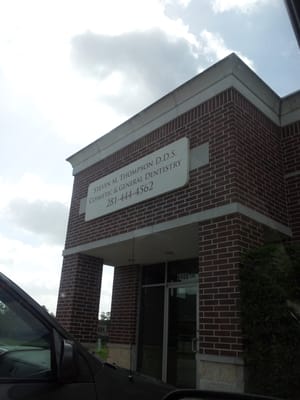 STEVEN M. THOMPSON D.D.S.
COSMETIC & GENERAL DENTISTRY
281-444-4562